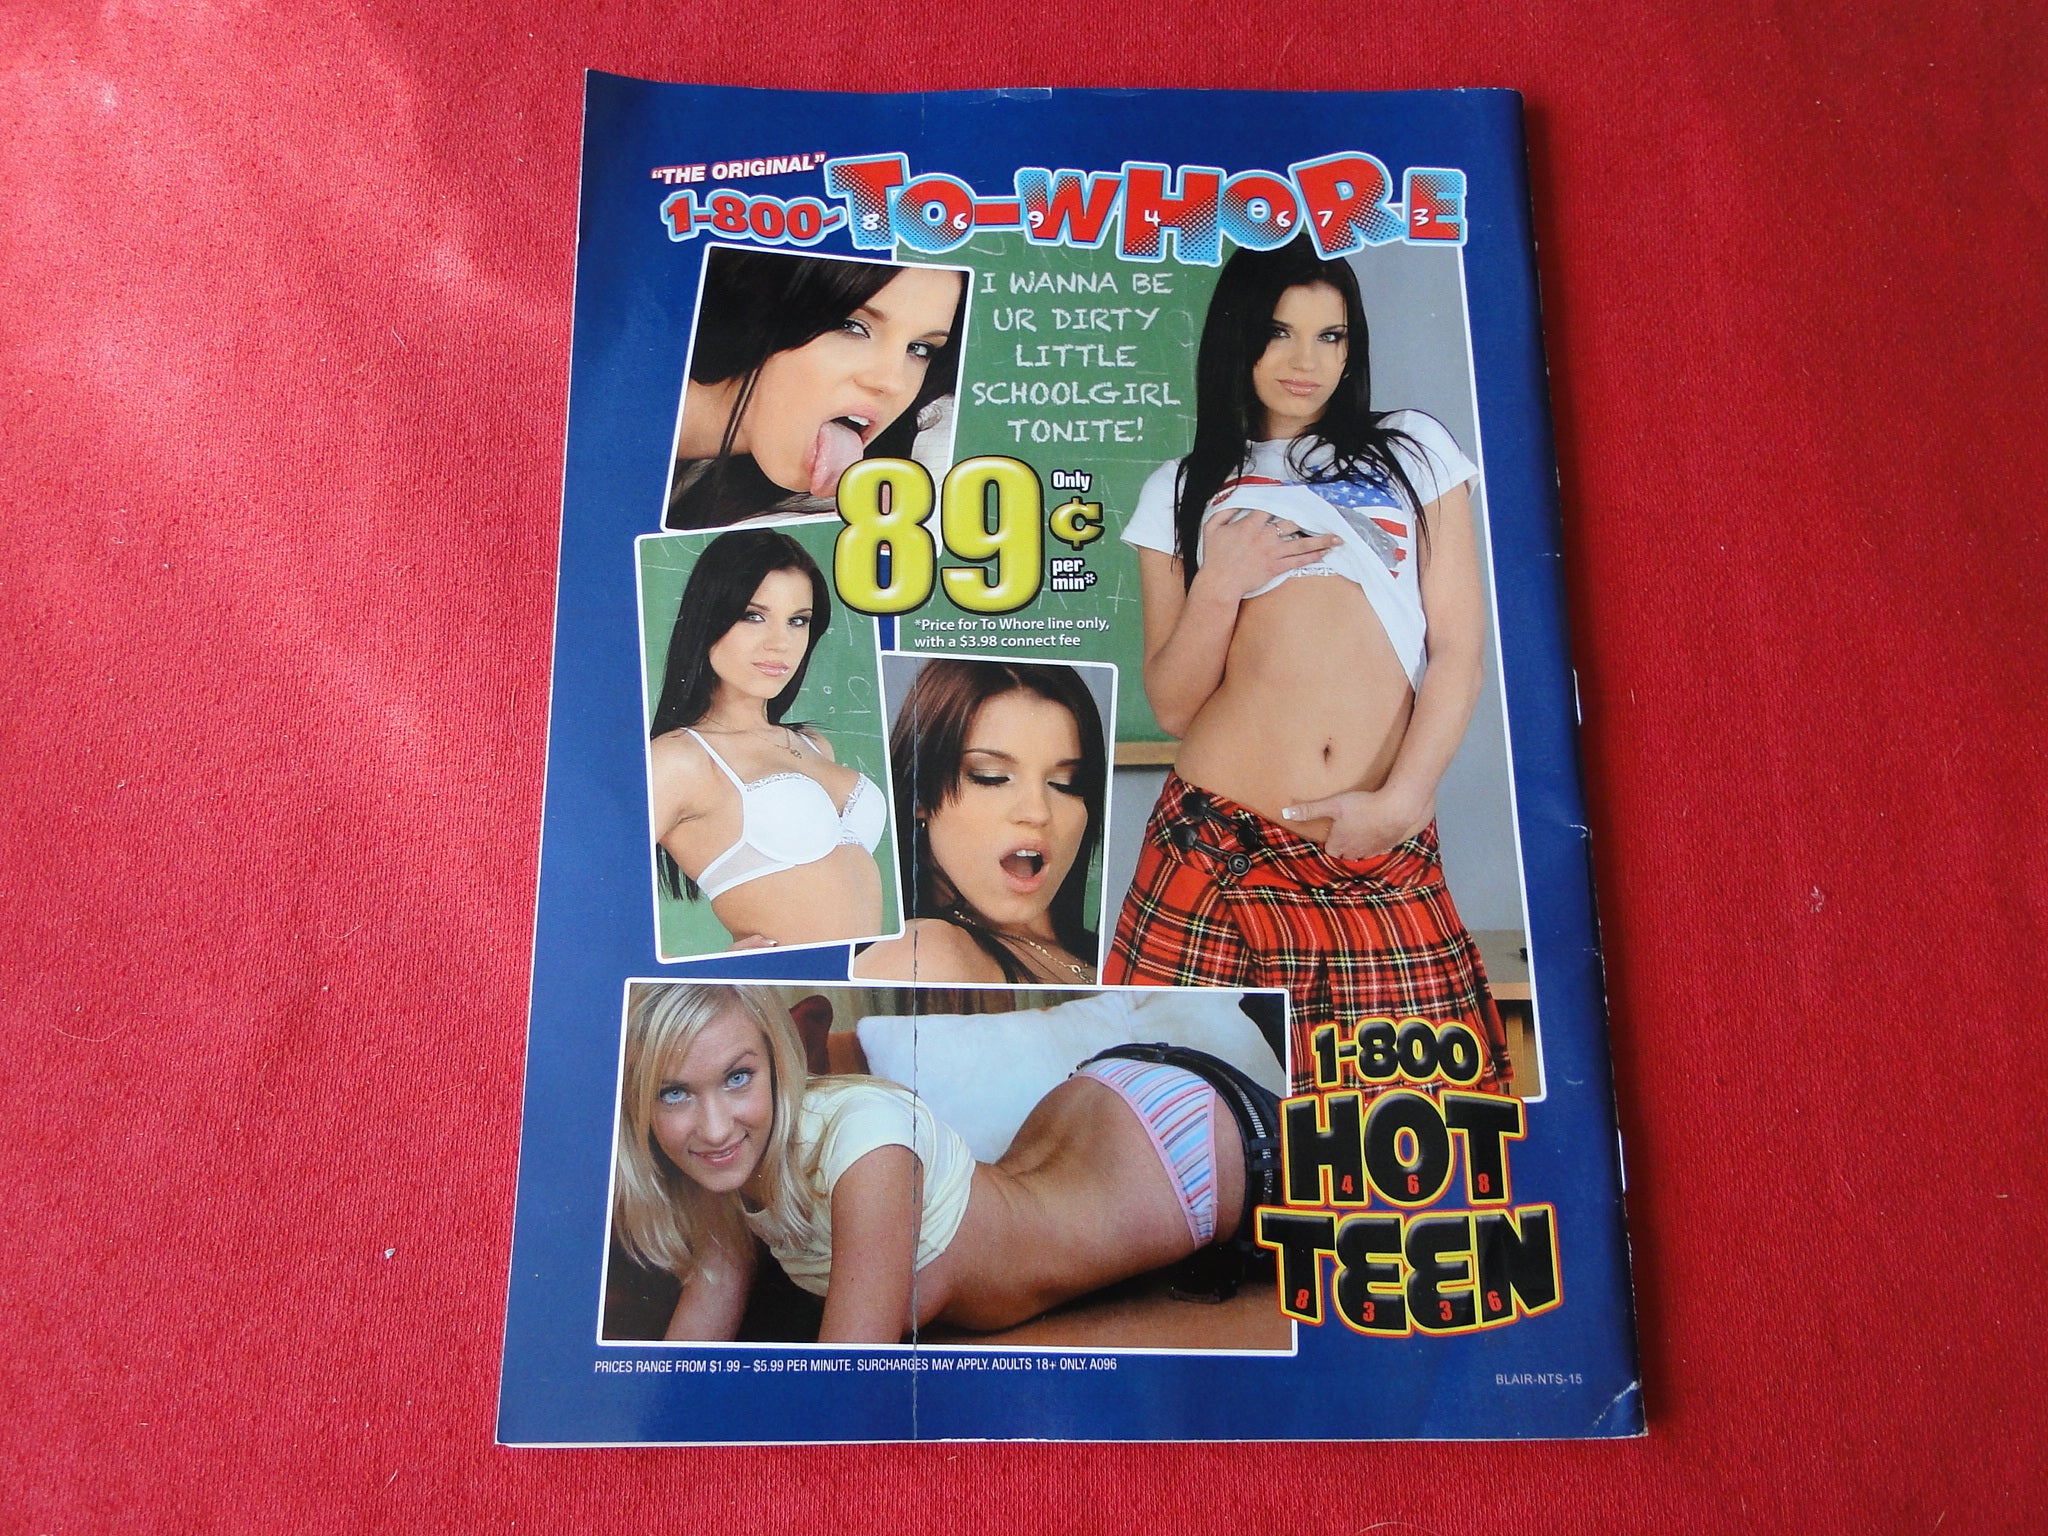 "THE ORIGINAL"
1-800-TO-WHORE
8 6 9 4 6 6 7 3
I WANNA BE
UR DIRTY
LITTLE
SCHOOLGIRL
TONITE!
Only
89¢
per
min*
*Price for To Whore line only,
with a $3.98 connect fee
1-800
HOT
4 6 8
TEEN
8 3 3 6
PRICES RANGE FROM $1.99 – $5.99 PER MINUTE. SURCHARGES MAY APPLY. ADULTS 18+ ONLY. A096
BLAIR-NTS-15